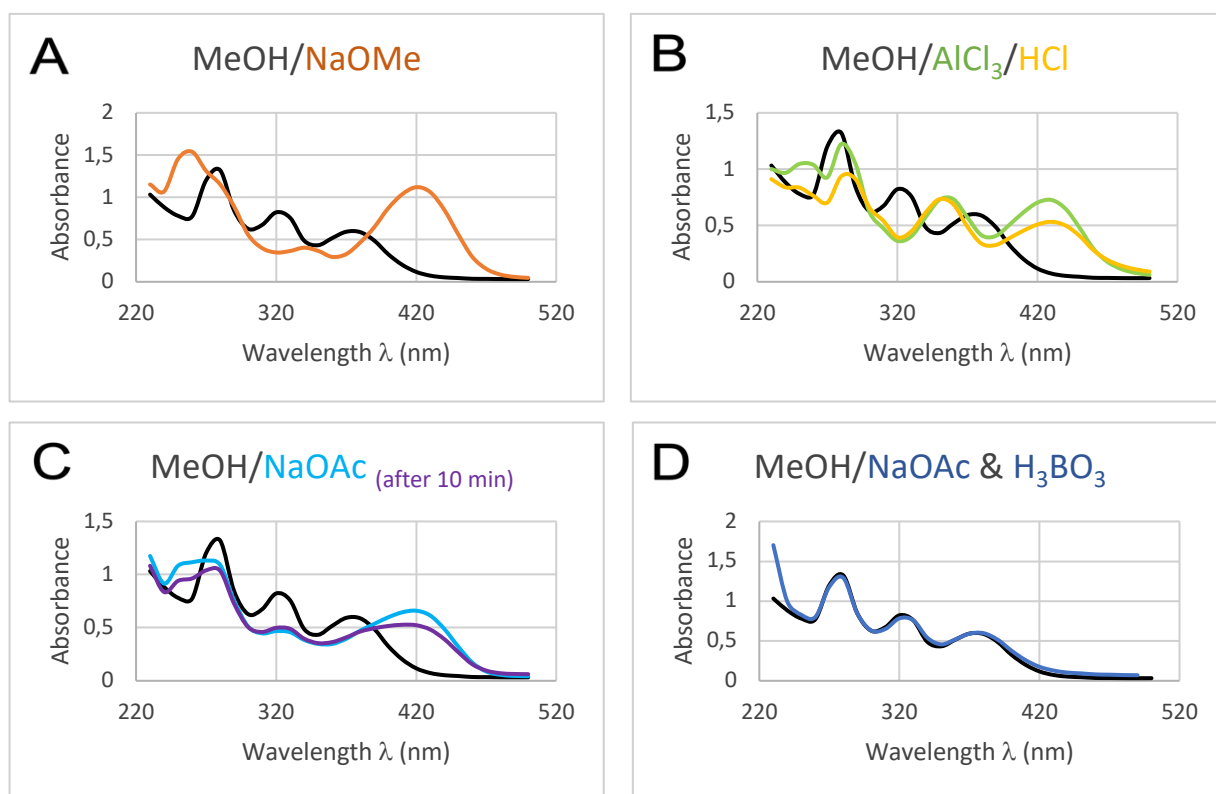 A
MeOH/NaOMe
2
1,5
1
0,5
0
220 320 420 520
Absorbance
Wavelength λ (nm)
B
MeOH/AlCl₃/HCl
1,5
1
0,5
0
220 320 420 520
Absorbance
Wavelength λ (nm)
C
MeOH/NaOAc (after 10 min)
1,5
1
0,5
0
220 320 420 520
Absorbance
Wavelength λ (nm)
D
MeOH/NaOAc & H₃BO₃
2
1,5
1
0,5
0
220 320 420 520
Absorbance
Wavelength λ (nm)